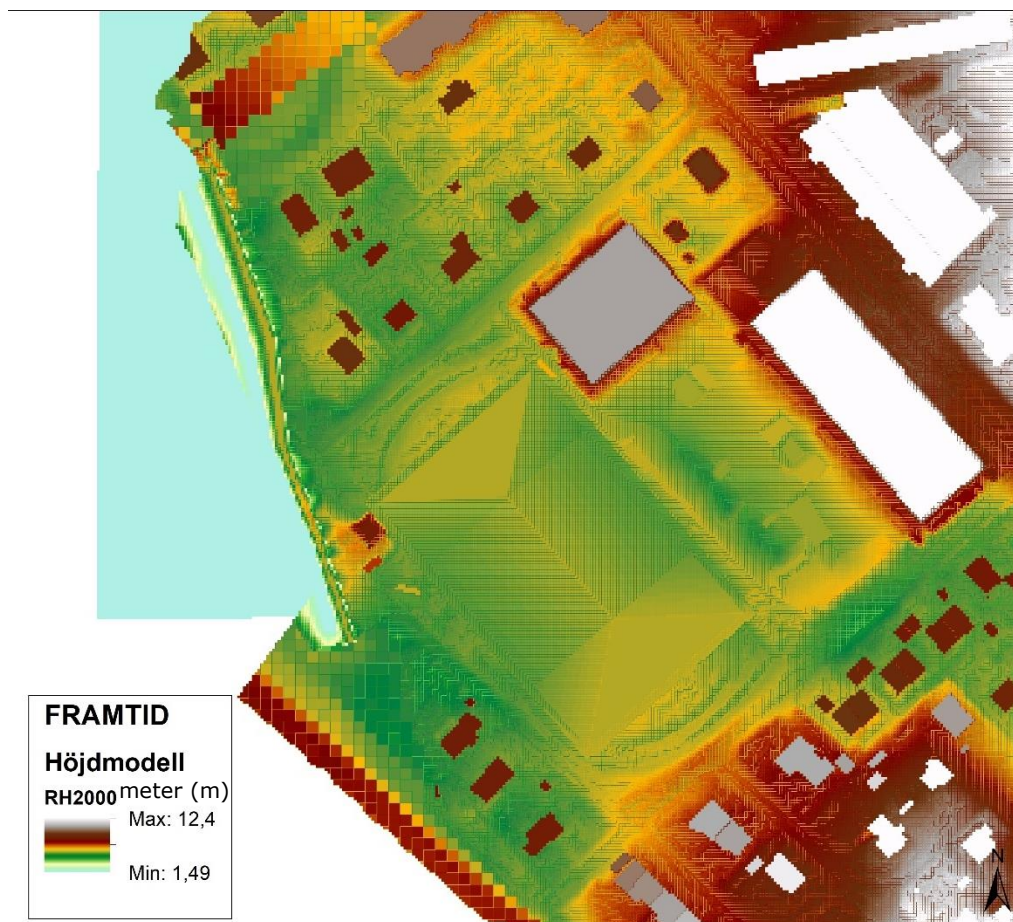 FRAMTID
Höjdmodell
RH2000 meter (m)
Max: 12,4
Min: 1,49
N